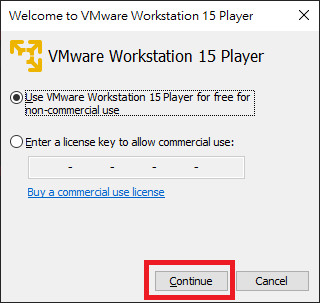 Welcome to VMware Workstation 15 Player
VMware Workstation 15 Player
Use VMware Workstation 15 Player for free for
non-commercial use
Enter a license key to allow commercial use:
- - - -
Buy a commercial use license
Continue Cancel